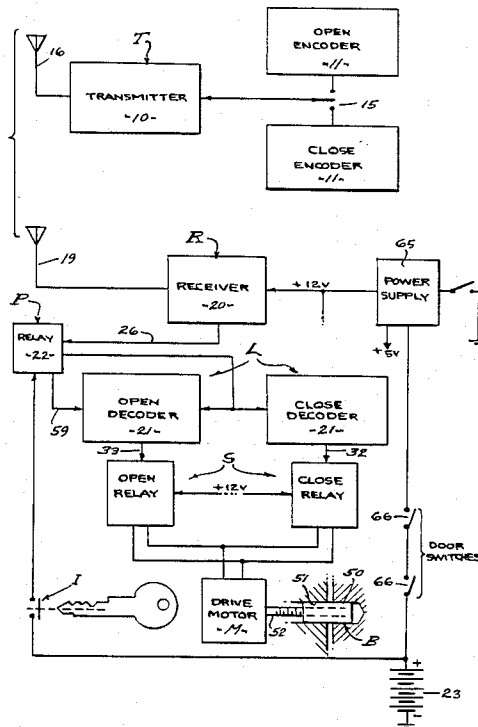 OPEN
ENCODER
-11-
16
T
TRANSMITTER
-10-
15
CLOSE
ENCODER
-11-
19
R
RECEIVER
-20-
+12V
65
POWER
SUPPLY
+5V
P
RELAY
-22-
26
L
59
OPEN
DECODER
-21-
CLOSE
DECODER
-21-
33
32
S
OPEN
RELAY
+12V
CLOSE
RELAY
66
DOOR
SWITCHES
66
I
DRIVE
MOTOR
-M-
51
50
52
B
+
23
-